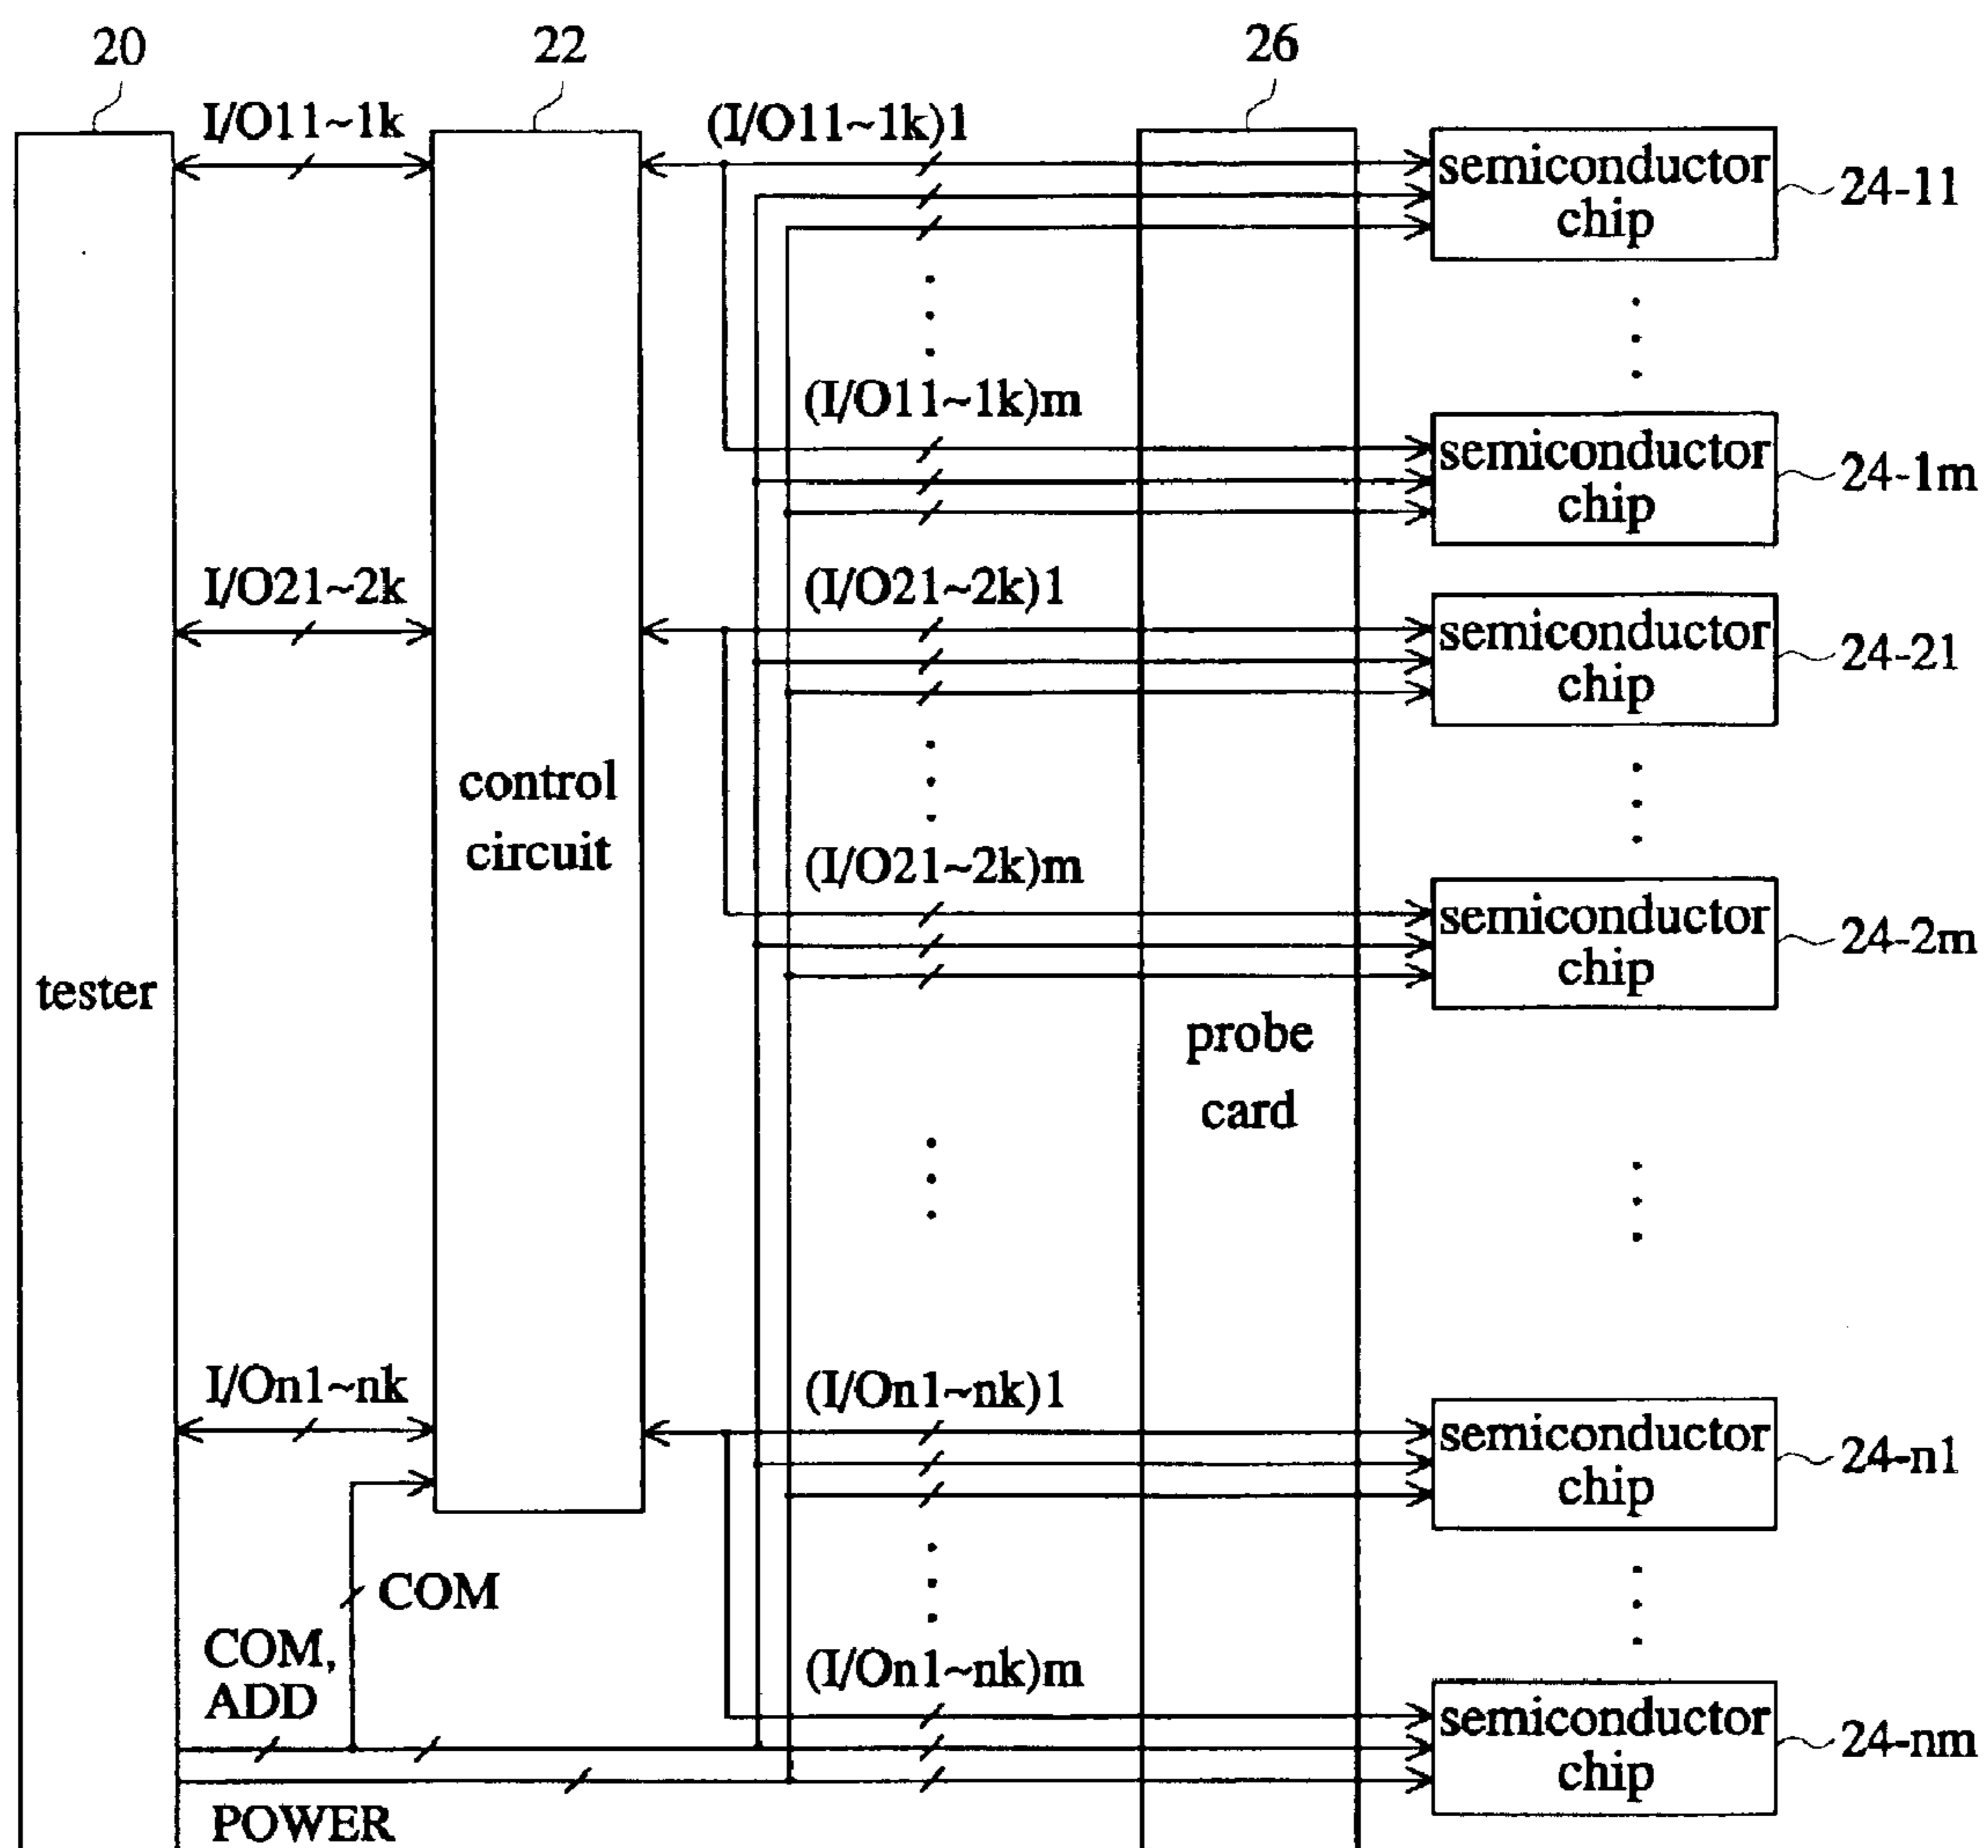 20
22
26
I/O11~1k
(I/O11~1k)1
semiconductor
chip
24-11
(I/O11~1k)m
semiconductor
chip
24-1m
I/O21~2k
(I/O21~2k)1
semiconductor
chip
24-21
control
circuit
(I/O21~2k)m
semiconductor
chip
24-2m
tester
probe
card
I/On1~nk
(I/On1~nk)1
semiconductor
chip
24-n1
COM
COM,
ADD
(I/On1~nk)m
semiconductor
chip
24-nm
POWER